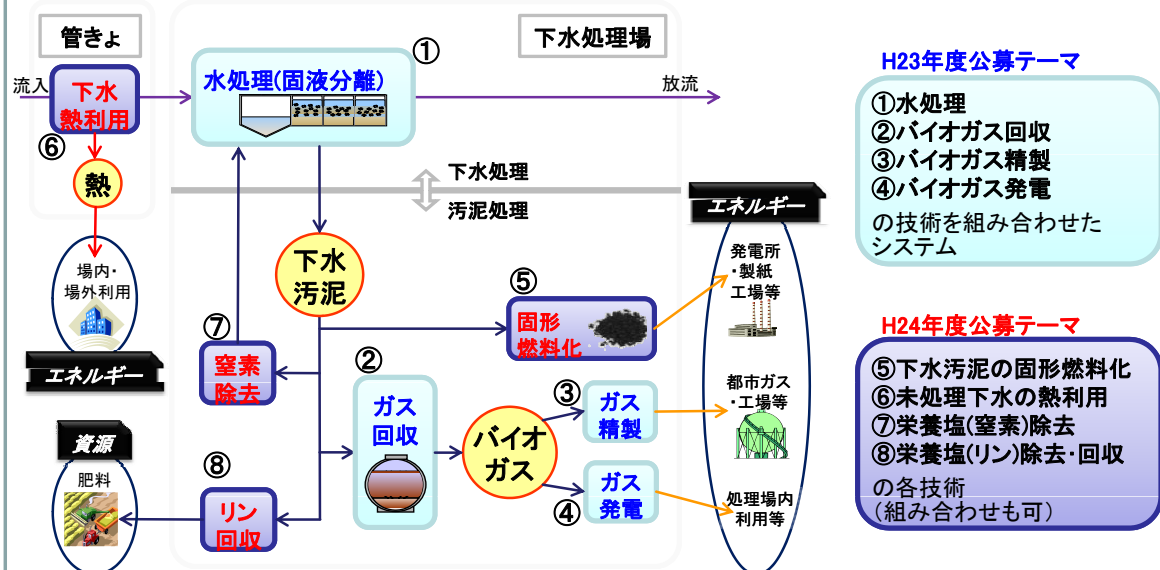 管きょ
下水処理場
流入
下水
熱利用
⑥
熱
場内・
場外利用
エネルギー
①
水処理(固液分離)
放流
下水処理
汚泥処理
下水
汚泥
⑦
窒素
除去
⑤
固形
燃料化
②
ガス
回収
バイオ
ガス
③
ガス
精製
④
ガス
発電
⑧
リン
回収
資源
肥料
エネルギー
発電所
・製紙
工場等
都市ガス
・工場等
処理場内
利用等
H23年度公募テーマ
①水処理
②バイオガス回収
③バイオガス精製
④バイオガス発電
の技術を組み合わせた
システム
H24年度公募テーマ
⑤下水汚泥の固形燃料化
⑥未処理下水の熱利用
⑦栄養塩(窒素)除去
⑧栄養塩(リン)除去・回収
の各技術
(組み合わせも可)